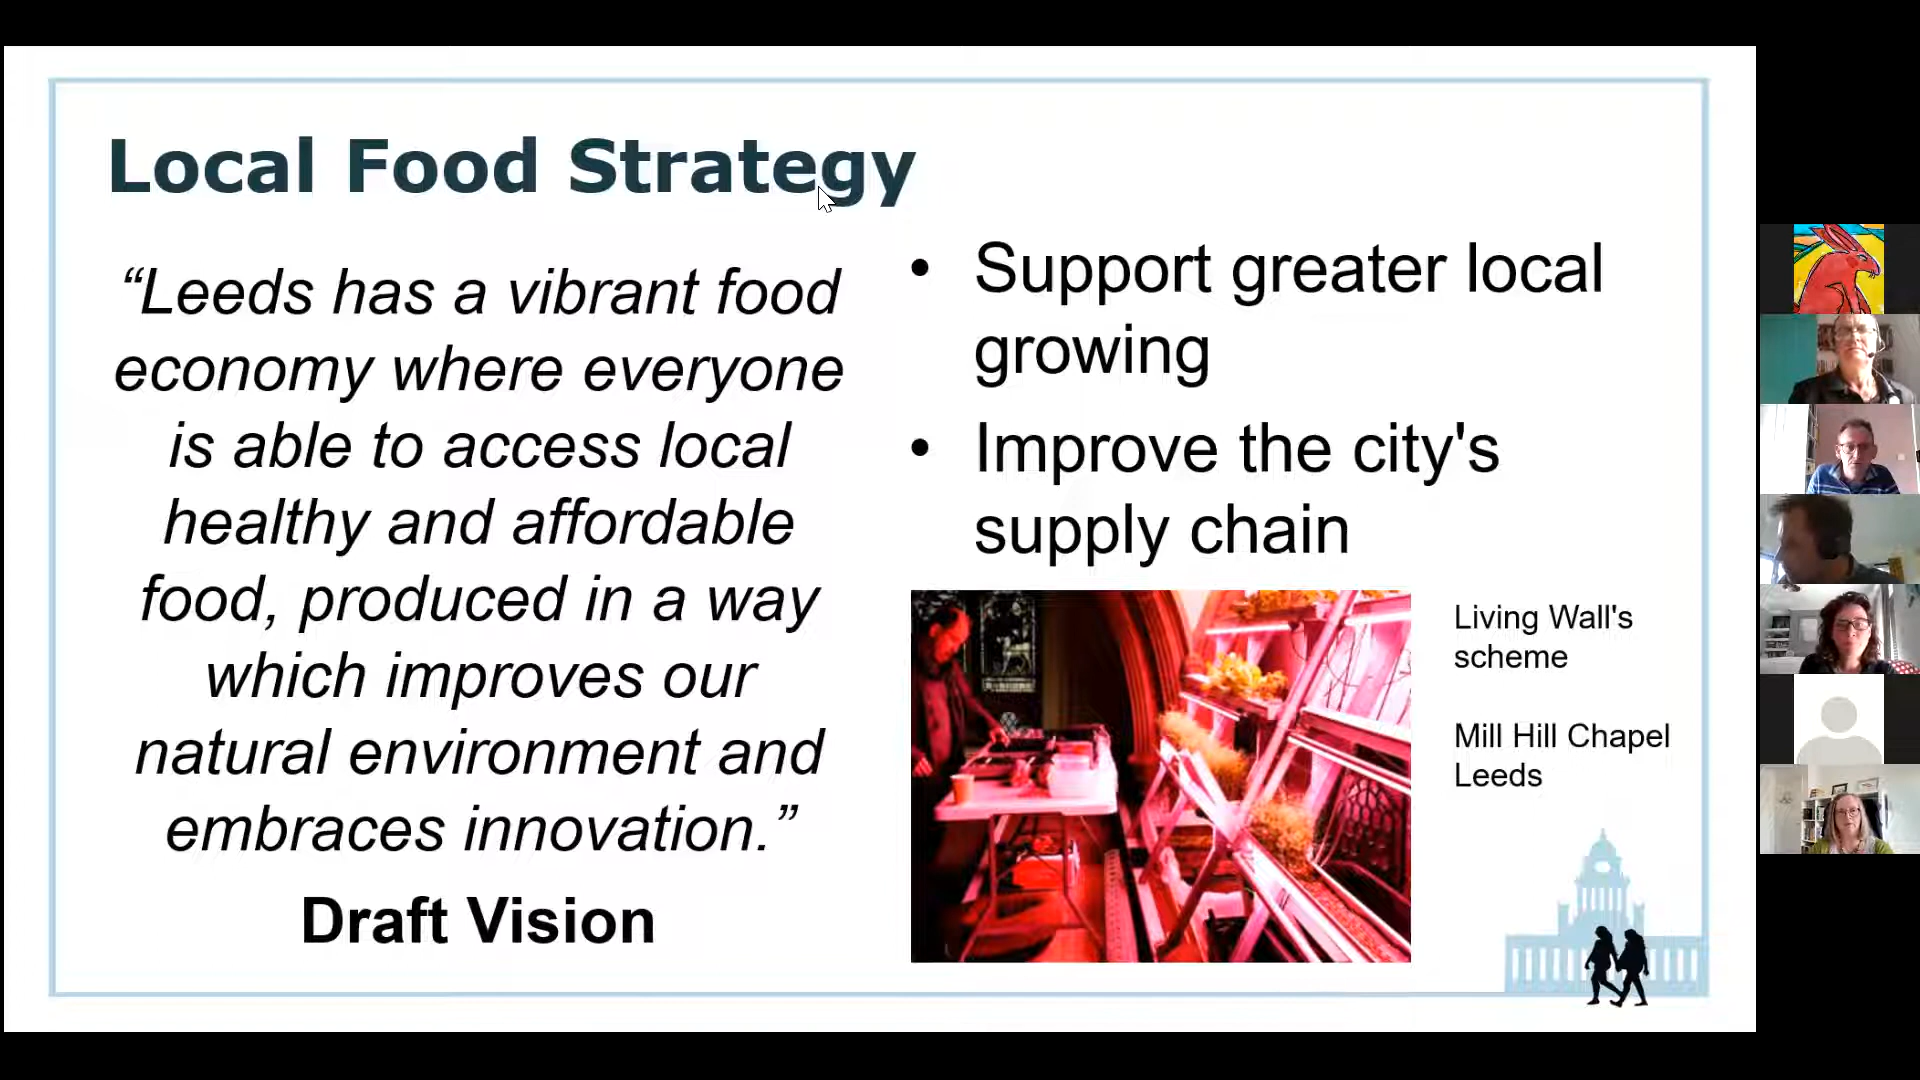 Local Food Strategy
“Leeds has a vibrant food
economy where everyone
is able to access local
healthy and affordable
food, produced in a way
which improves our
natural environment and
embraces innovation.”
Draft Vision
• Support greater local
growing
• Improve the city's
supply chain
Living Wall's
scheme
Mill Hill Chapel
Leeds